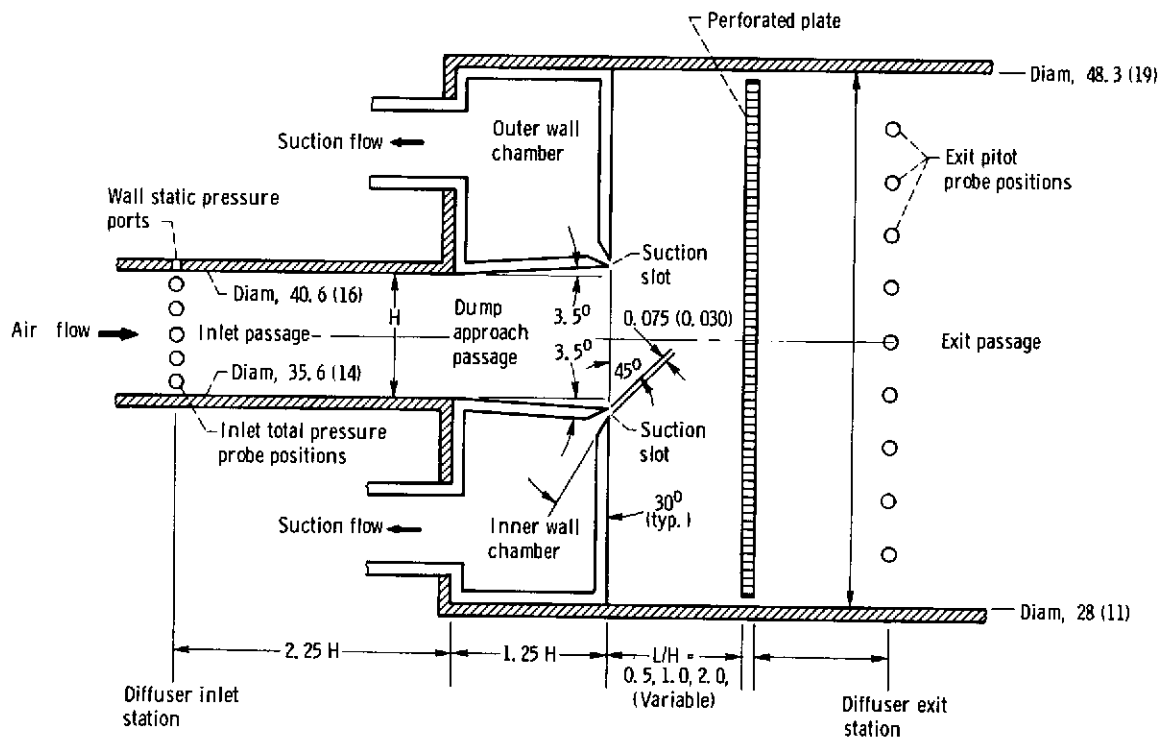 Perforated plate
Diam, 48.3 (19)
Suction flow
Outer wall
chamber
Exit pitot
probe positions
Wall static pressure
ports
Suction
slot
Diam, 40.6 (16)
H
Dump
approach
passage
3.5⁰
0.075 (0.030)
Air flow
Inlet passage
Exit passage
3.5⁰
45⁰
Diam, 35.6 (14)
Inlet total pressure
probe positions
Suction
slot
Suction flow
Inner wall
chamber
30⁰
(typ.)
Diam, 28 (11)
2.25 H
1.25 H
L/H =
0.5, 1.0, 2.0,
(Variable)
Diffuser inlet
station
Diffuser exit
station